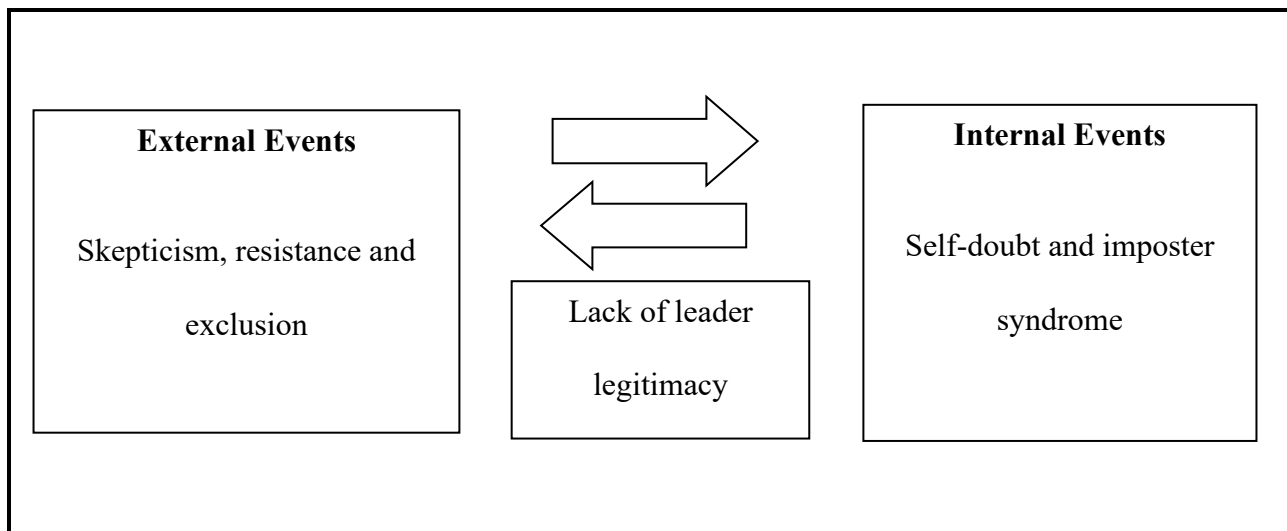 External Events
Skepticism, resistance and
exclusion
Lack of leader
legitimacy
Internal Events
Self-doubt and imposter
syndrome